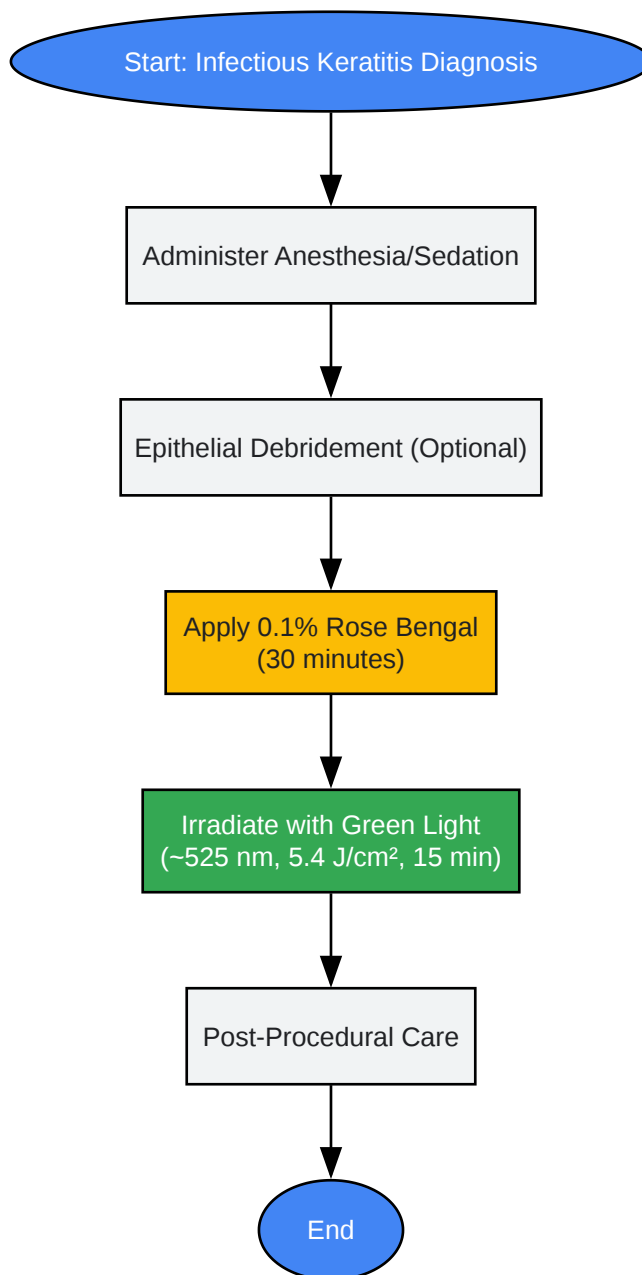 Start: Infectious Keratitis Diagnosis
Administer Anesthesia/Sedation
Epithelial Debridement (Optional)
Apply 0.1% Rose Bengal
(30 minutes)
Irradiate with Green Light
(~525 nm, 5.4 J/cm², 15 min)
Post-Procedural Care
End